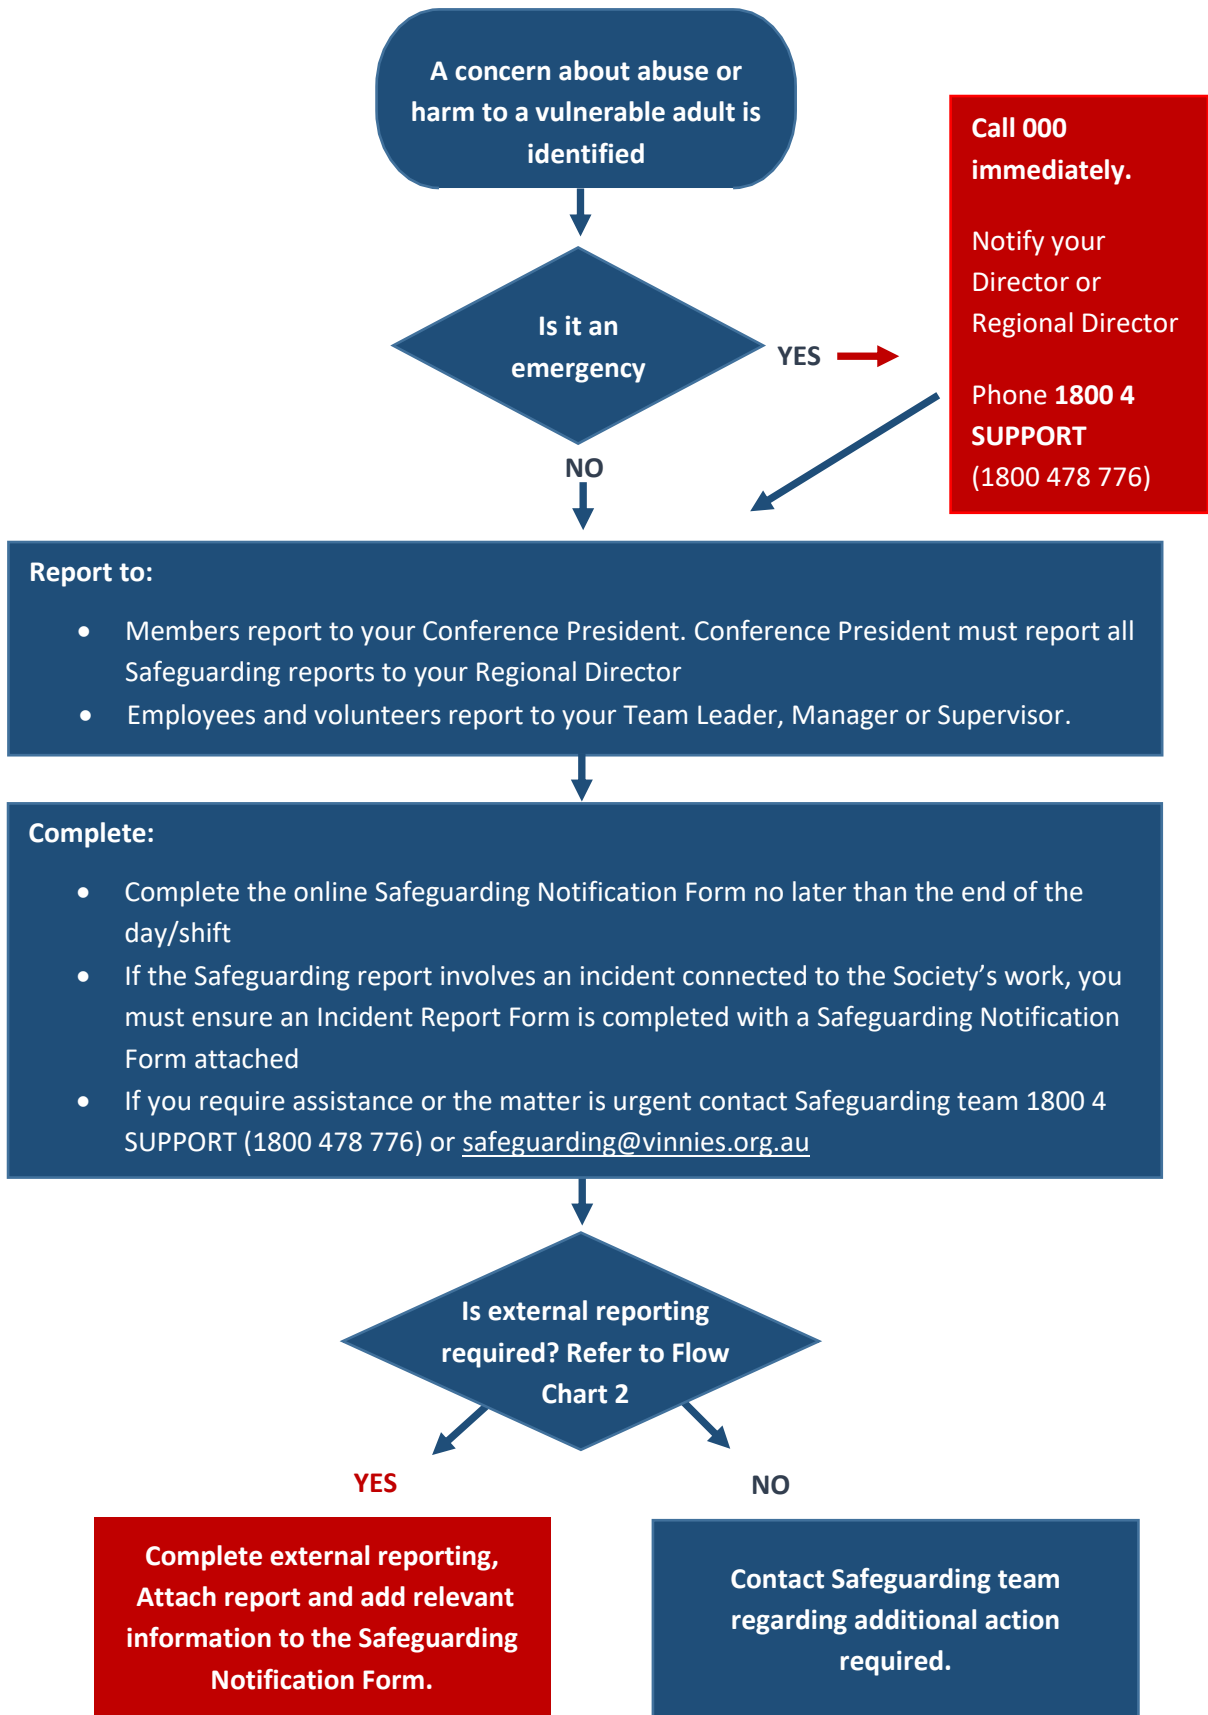 A concern about abuse or
harm to a vulnerable adult is
identified
Call 000
immediately.
Notify your
Director or
Regional Director
Phone 1800 4
SUPPORT
(1800 478 776)
Is it an
emergency
YES
NO
Report to:
• Members report to your Conference President. Conference President must report all
Safeguarding reports to your Regional Director
• Employees and volunteers report to your Team Leader, Manager or Supervisor.
Complete:
• Complete the online Safeguarding Notification Form no later than the end of the
day/shift
• If the Safeguarding report involves an incident connected to the Society’s work, you
must ensure an Incident Report Form is completed with a Safeguarding Notification
Form attached
• If you require assistance or the matter is urgent contact Safeguarding team 1800 4
SUPPORT (1800 478 776) or safeguarding@vinnies.org.au
Is external reporting
required? Refer to Flow
Chart 2
YES
NO
Complete external reporting,
Attach report and add relevant
information to the Safeguarding
Notification Form.
Contact Safeguarding team
regarding additional action
required.